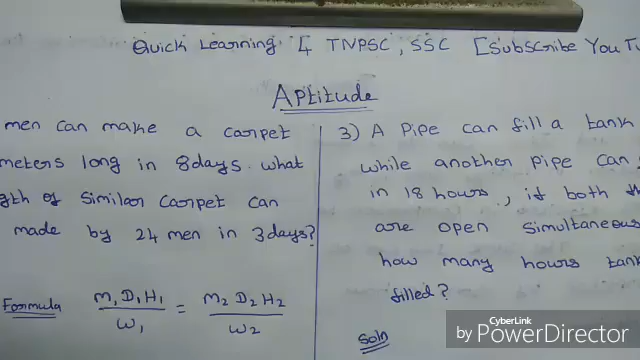 Quick Learning 4 TNPSC, SSC [Subscribe You Tu
Aptitude
men can make a carpet
meters long in 8 days. what
gth of similar carpet can
made by 24 men in 3 days?
Formula M1 D1 H1 / W1 = M2 D2 H2 / W2
3) A Pipe can fill a tank
while another pipe can
in 18 hours, if both
are open simultaneous
how many hours tank
filled?
Soln
CyberLink
by PowerDirector